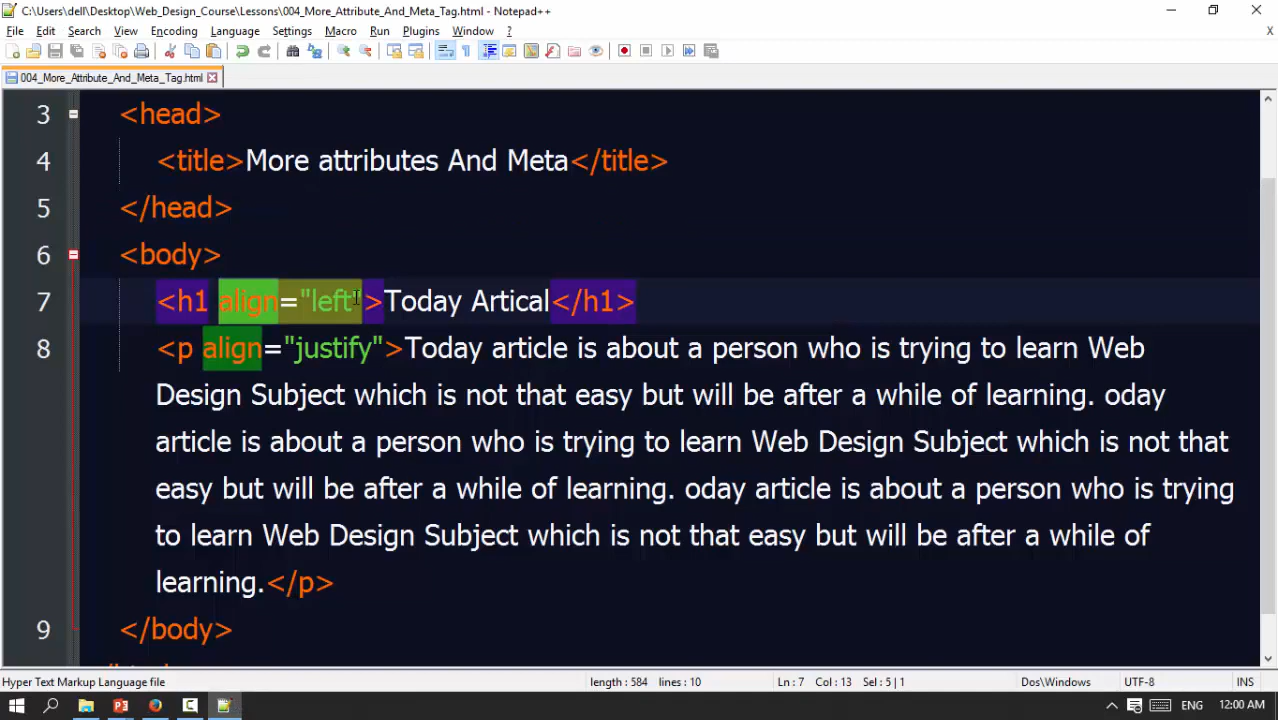 C:\Users\dell\Desktop\Web_Design_Course\Lessons\004_More_Attribute_And_Meta_Tag.html - Notepad++
File Edit Search View Encoding Language Settings Macro Run Plugins Window ? X
004_More_Attribute_And_Meta_Tag.html
3 <head>
4 <title>More attributes And Meta</title>
5 </head>
6 <body>
7 <h1 align="left" >Today Artical</h1>
8 <p align="justify">Today article is about a person who is trying to learn Web
Design Subject which is not that easy but will be after a while of learning. oday
article is about a person who is trying to learn Web Design Subject which is not that
easy but will be after a while of learning. oday article is about a person who is trying
to learn Web Design Subject which is not that easy but will be after a while of
learning.</p>
9 </body>
Hyper Text Markup Language file length : 584 lines : 10 Ln : 7 Col : 13 Sel : 5 | 1 Dos\Windows UTF-8 INS
ENG 12:00 AM